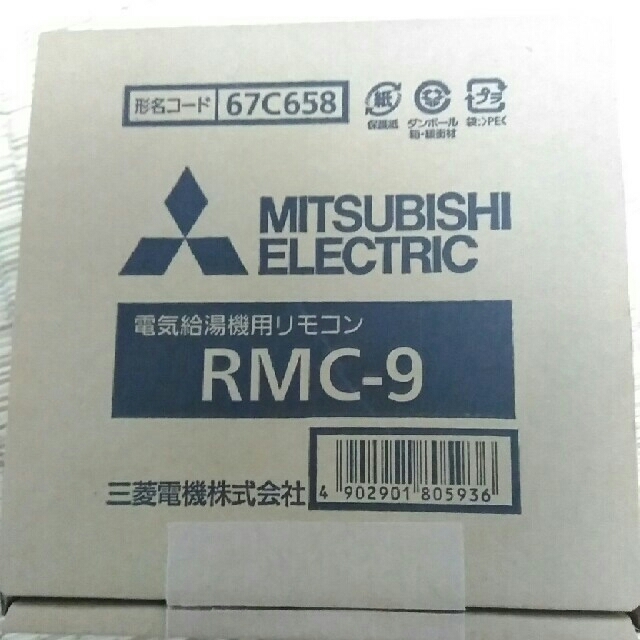 形名コード 67C658
紙 プラ
保護紙 ダンボール 袋:>PE<
箱・緩衝材
MITSUBISHI
ELECTRIC
電気給湯機用リモコン
RMC-9
三菱電機株式会社
4 902901 805936